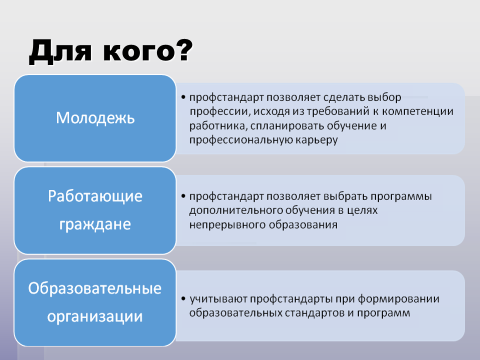 Для кого?
Молодежь
• профстандарт позволяет сделать выбор
профессии, исходя из требований к компетенции
работника, спланировать обучение и
профессиональную карьеру
Работающие
граждане
• профстандарт позволяет выбрать программы
дополнительного обучения в целях
непрерывного образования
Образовательные
организации
• учитывают профстандарты при формировании
образовательных стандартов и программ